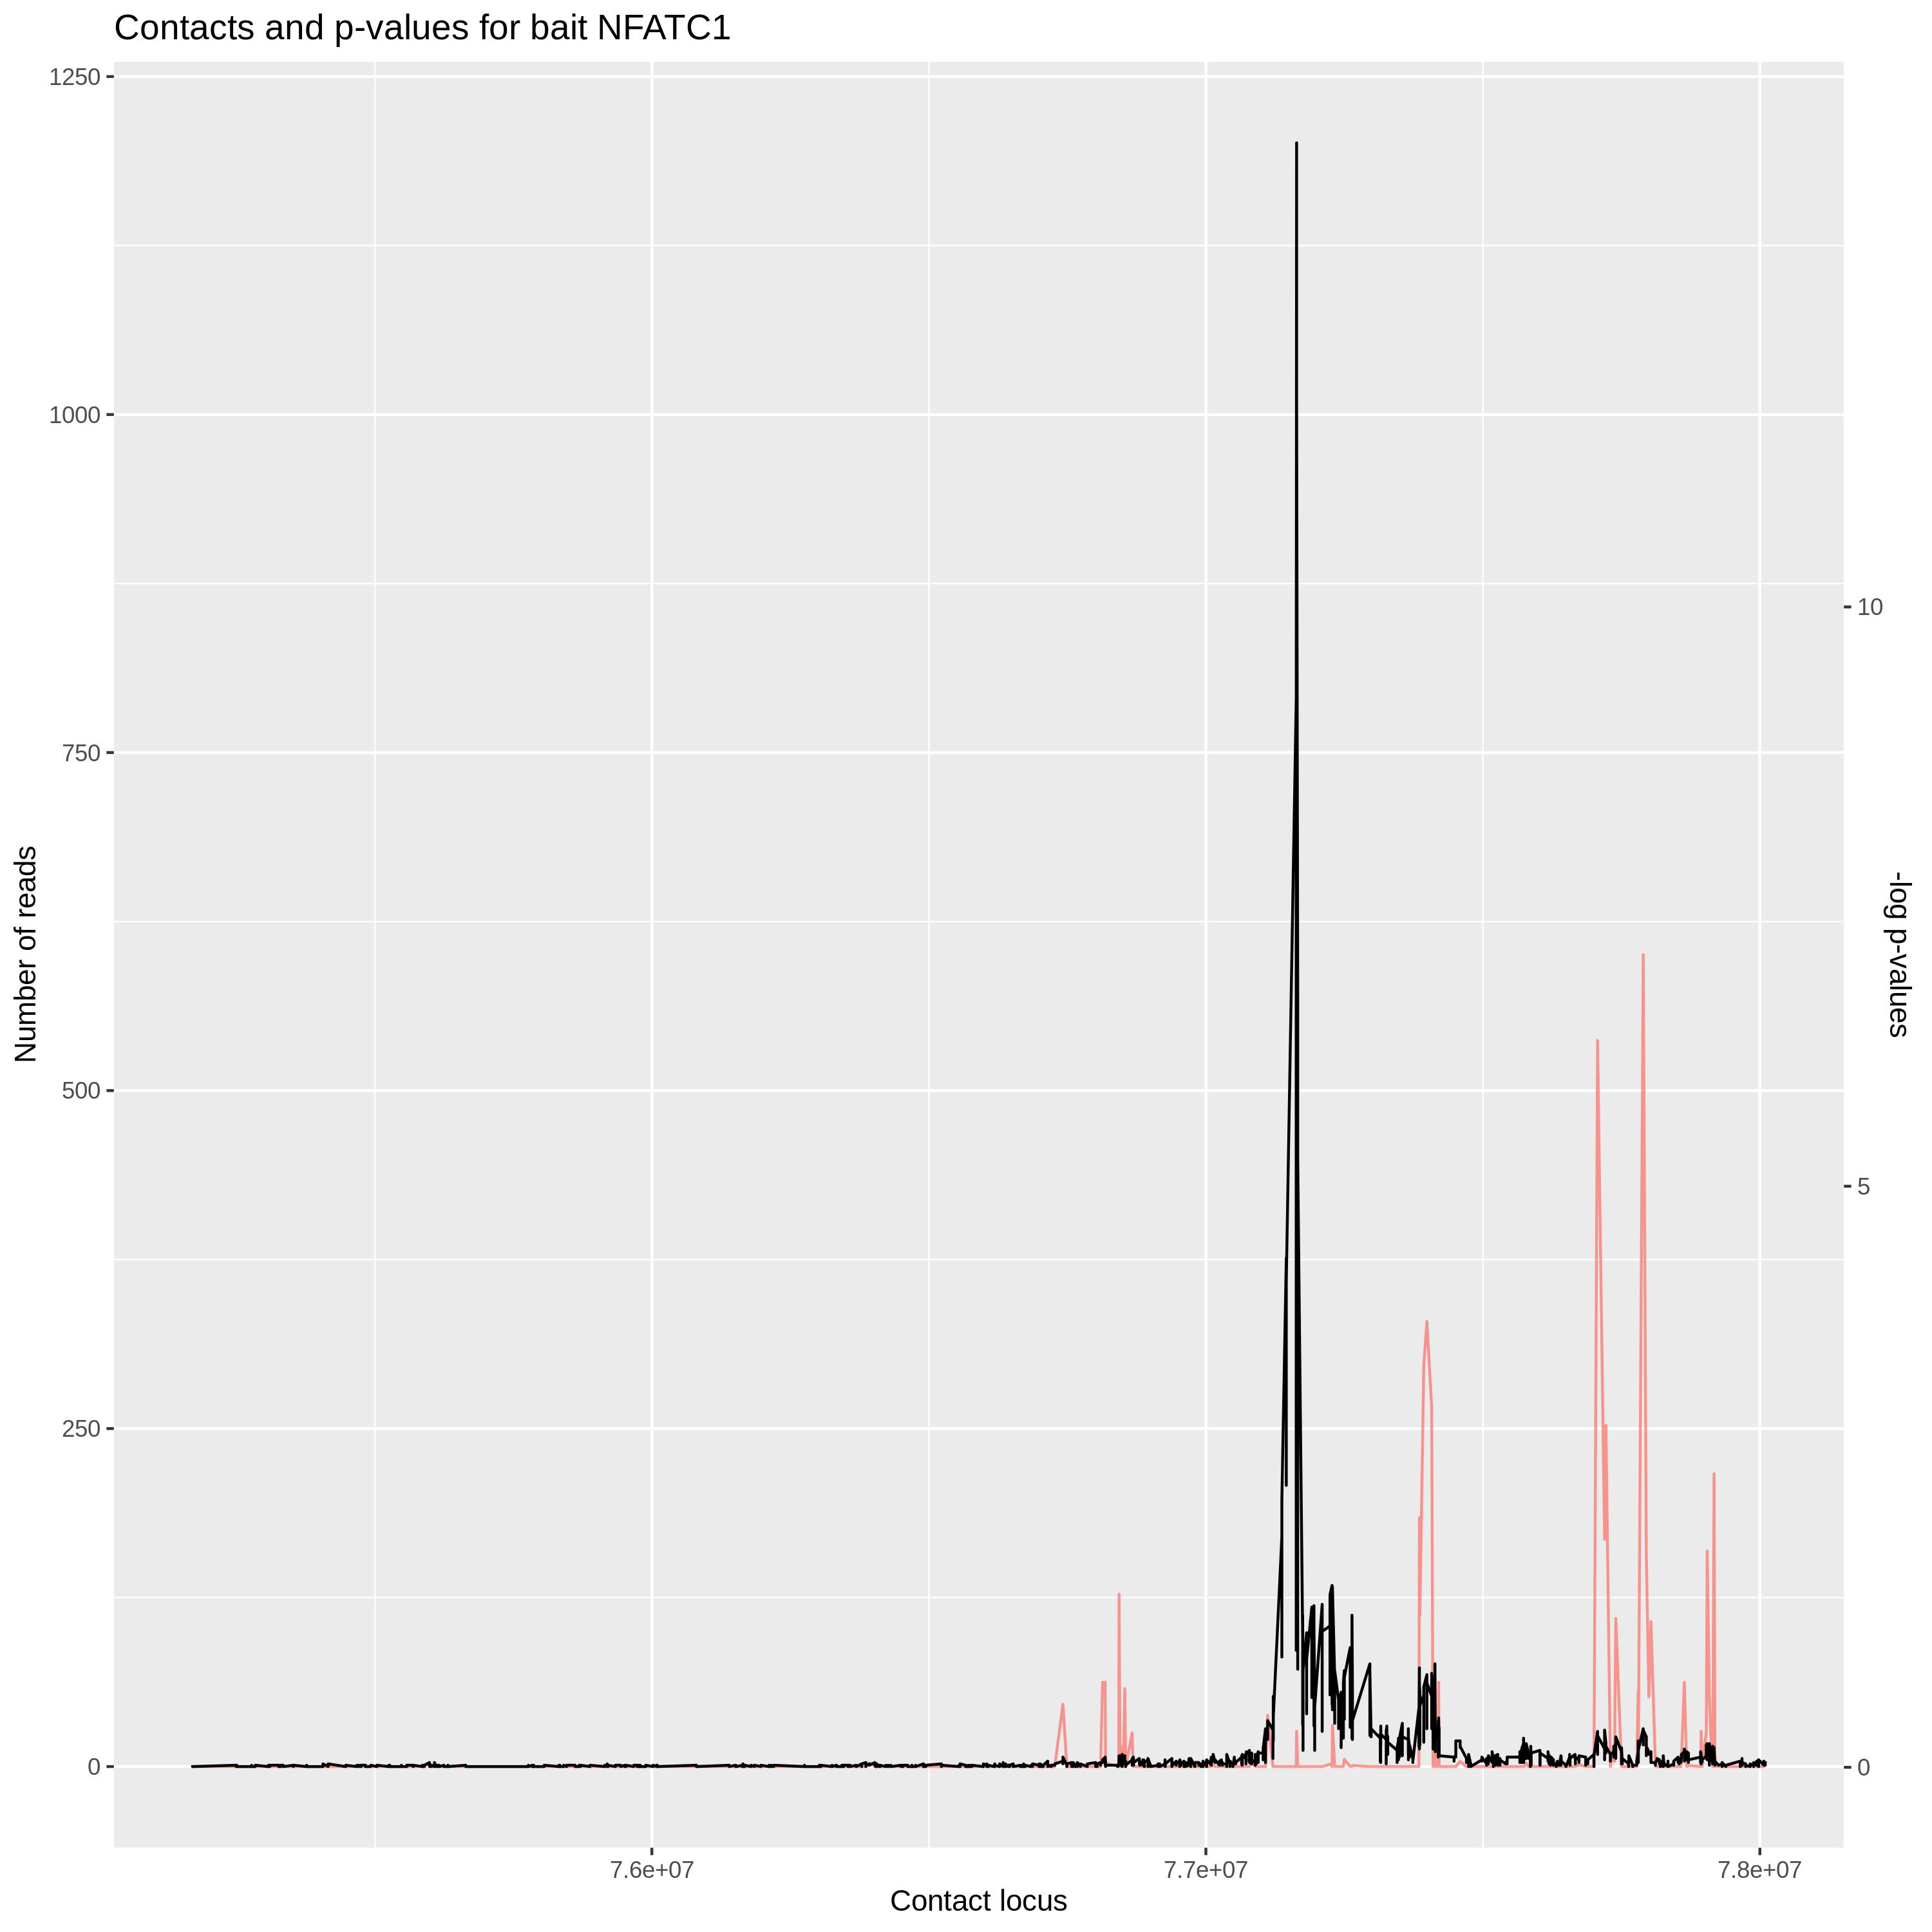 Contacts and p-values for bait NFATC1
1250
1000
750
500
250
0
Number of reads
10
5
0
-log p-values
7.6e+07
7.7e+07
7.8e+07
Contact locus